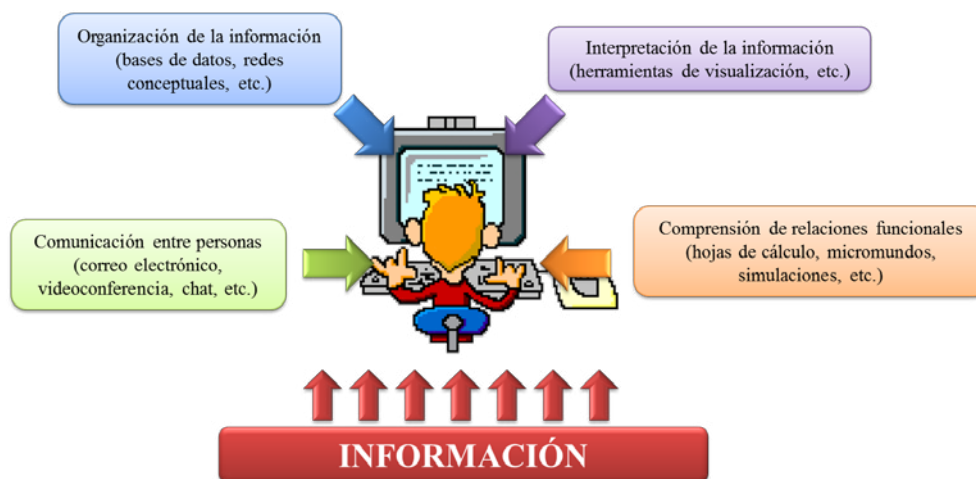 Organización de la información
(bases de datos, redes
conceptuales, etc.)
Interpretación de la información
(herramientas de visualización, etc.)
Comunicación entre personas
(correo electrónico,
videoconferencia, chat, etc.)
Comprensión de relaciones funcionales
(hojas de cálculo, micromundos,
simulaciones, etc.)
INFORMACIÓN